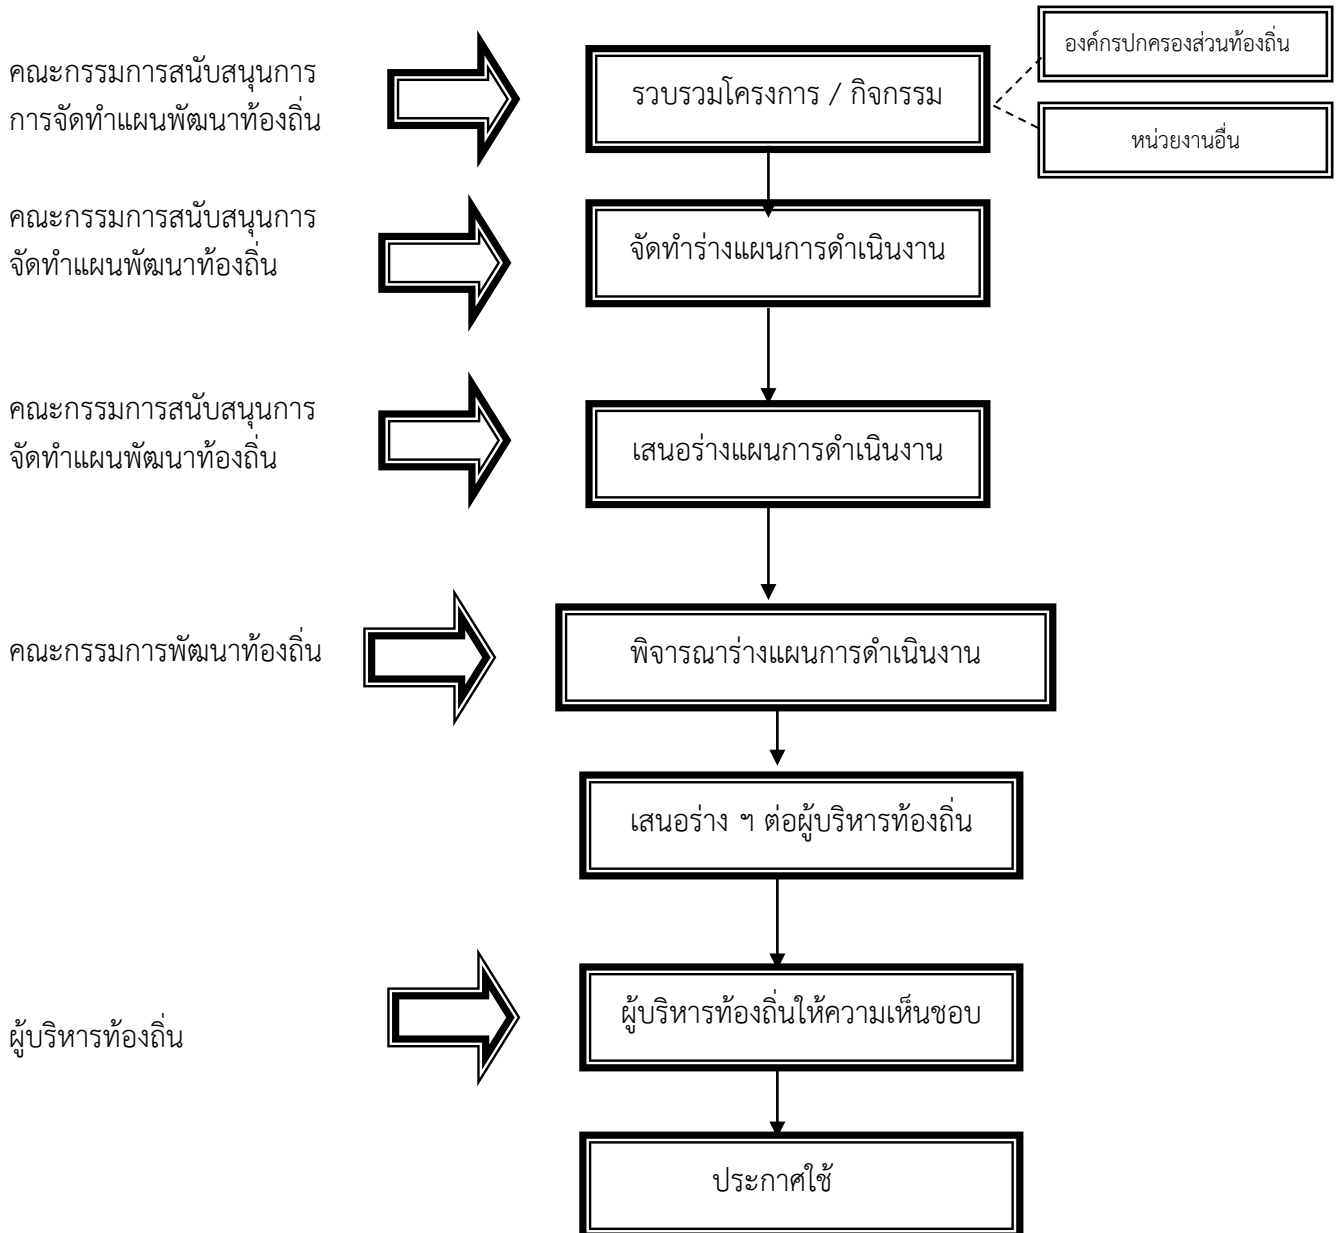 องค์กรปกครองส่วนท้องถิ่น
คณะกรรมการสนับสนุนการ
การจัดทำแผนพัฒนาท้องถิ่น
รวบรวมโครงการ / กิจกรรม
หน่วยงานอื่น
คณะกรรมการสนับสนุนการ
จัดทำแผนพัฒนาท้องถิ่น
จัดทำร่างแผนการดำเนินงาน
คณะกรรมการสนับสนุนการ
จัดทำแผนพัฒนาท้องถิ่น
เสนอร่างแผนการดำเนินงาน
คณะกรรมการพัฒนาท้องถิ่น
พิจารณาร่างแผนการดำเนินงาน
เสนอร่าง ฯ ต่อผู้บริหารท้องถิ่น
ผู้บริหารท้องถิ่น
ผู้บริหารท้องถิ่นให้ความเห็นชอบ
ประกาศใช้